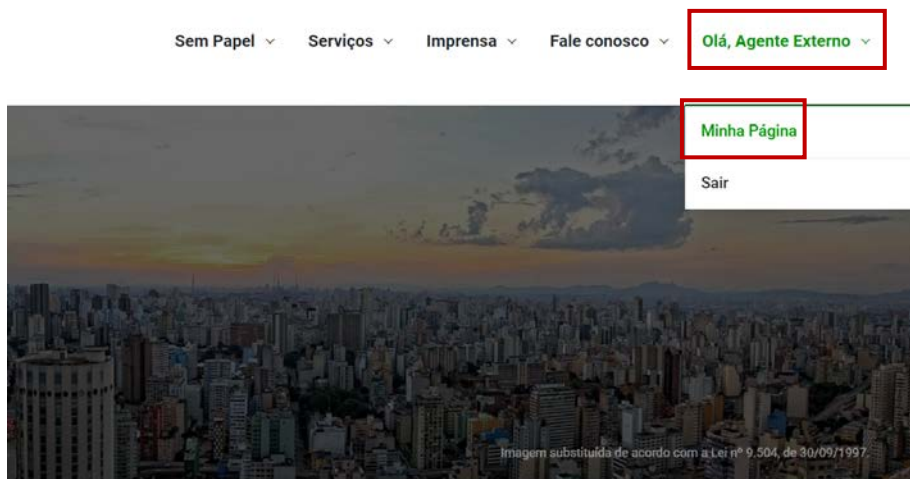 Sem Papel Serviços Imprensa Fale conosco Olá, Agente Externo
Minha Página
Sair
Imagem substituída de acordo com a Lei nº 9.504, de 30/09/1997.